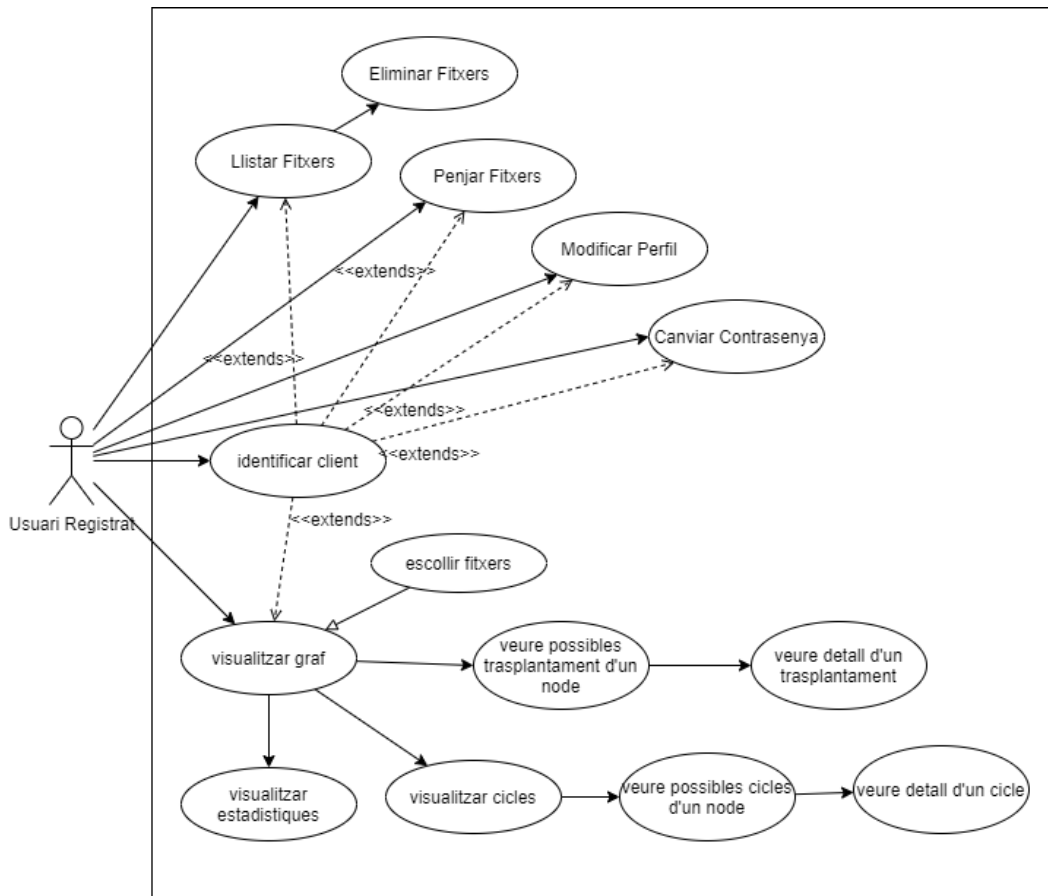 Eliminar Fitxers
Llistar Fitxers
Penjar Fitxers
Modificar Perfil
<<extends>>
Canviar Contrasenya
<<extends>>
<<extends>>
<<extends>>
identificar client
Usuari Registrat
<<extends>>
escollir fitxers
visualitzar graf
veure possibles
trasplantament d'un
node
veure detall d'un
trasplantament
visualitzar
estadistiques
visualitzar cicles
veure possibles cicles
d'un node
veure detall d'un cicle